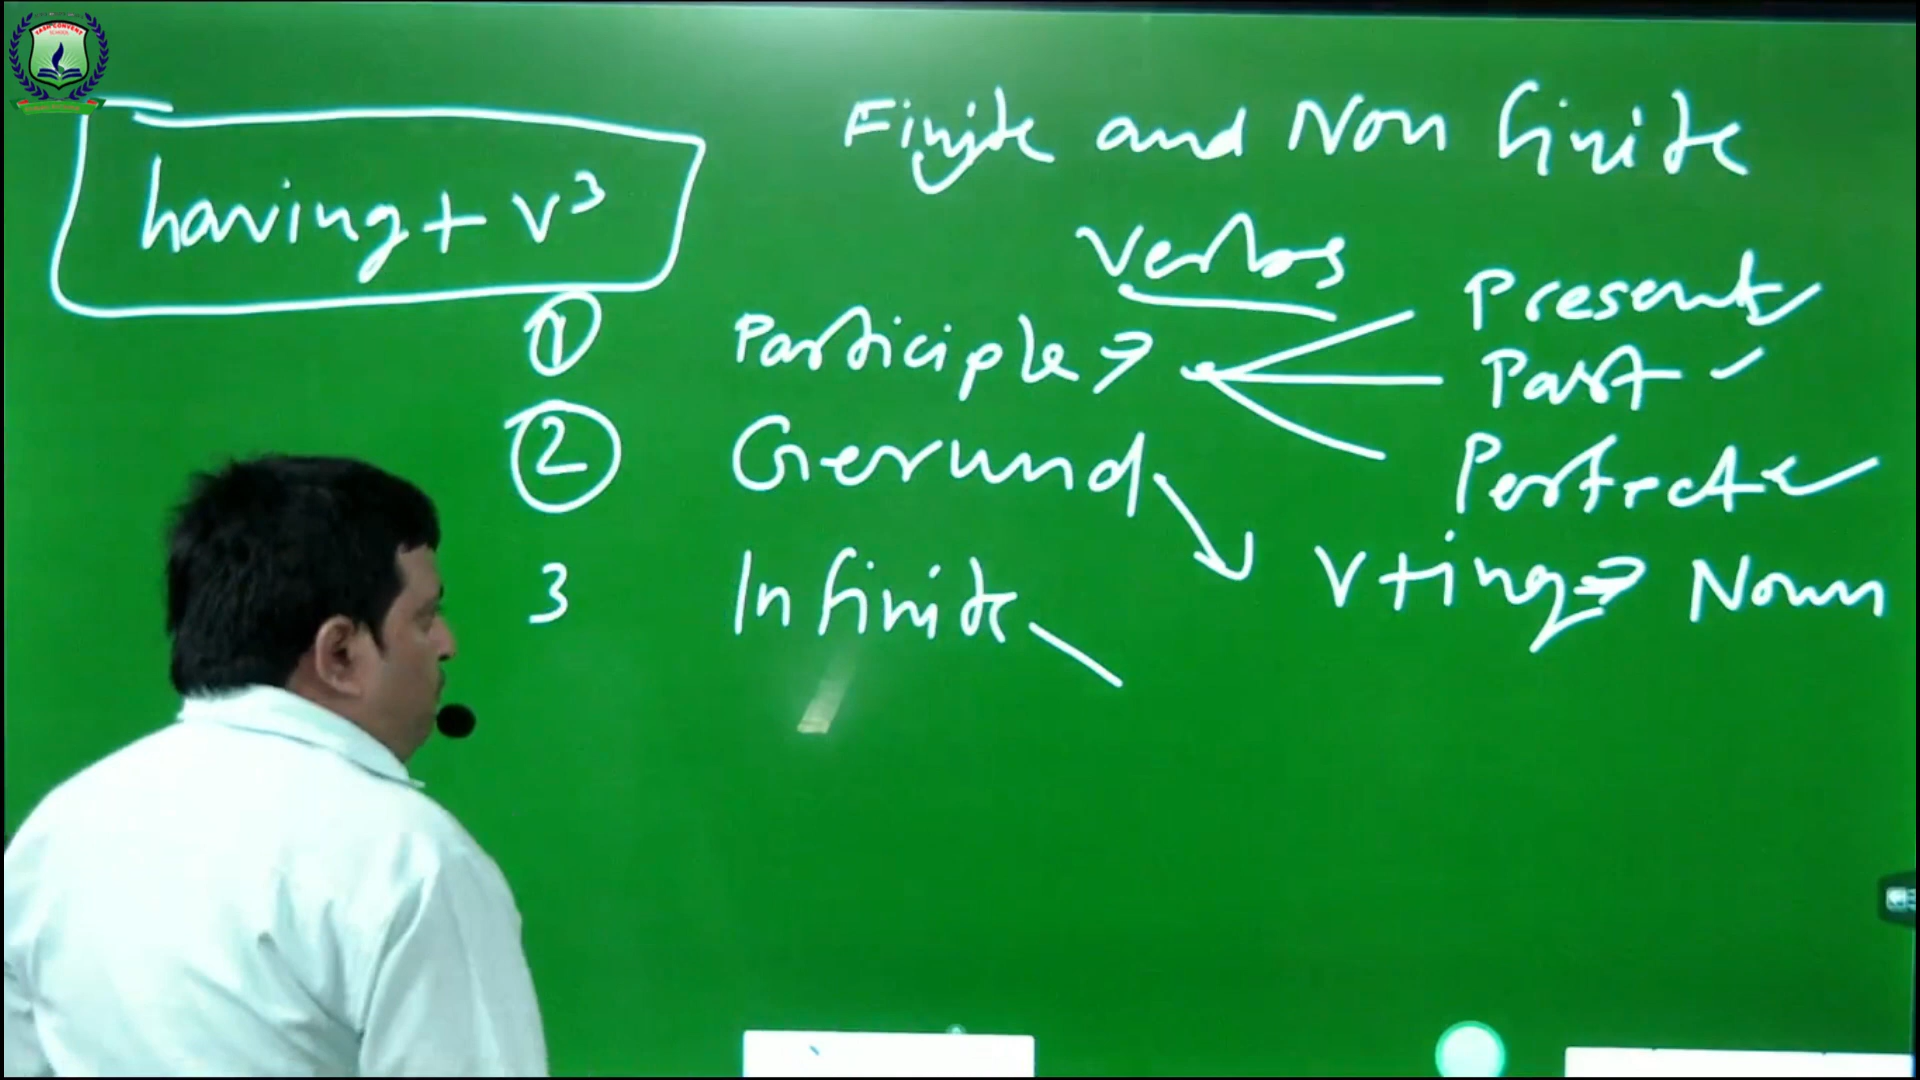 Finite and Non finite
Verbs
having + v³
① Participle → Present
Past
Perfect
② Gerund → V+ing → Noun
3 Infinite